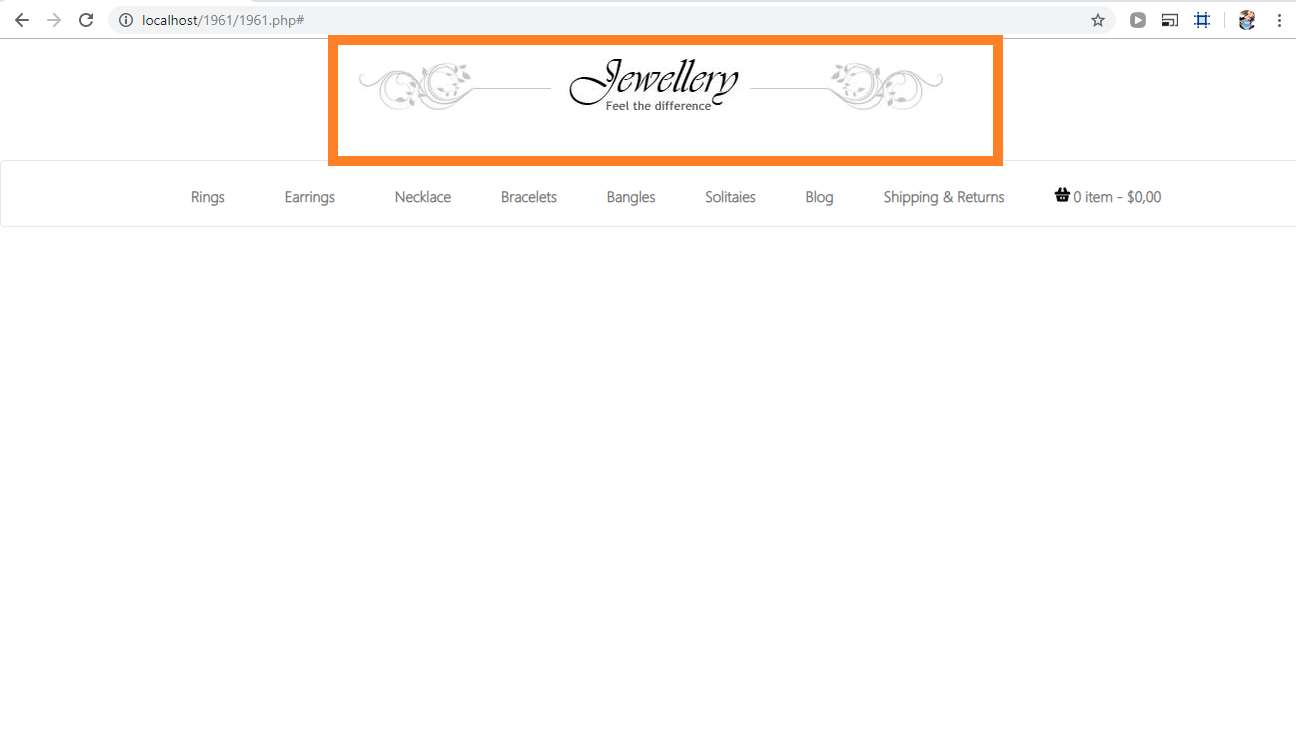 localhost/1961/1961.php#
Jewellery
Feel the difference
Rings Earrings Necklace Bracelets Bangles Solitaies Blog Shipping & Returns 0 item - $0,00